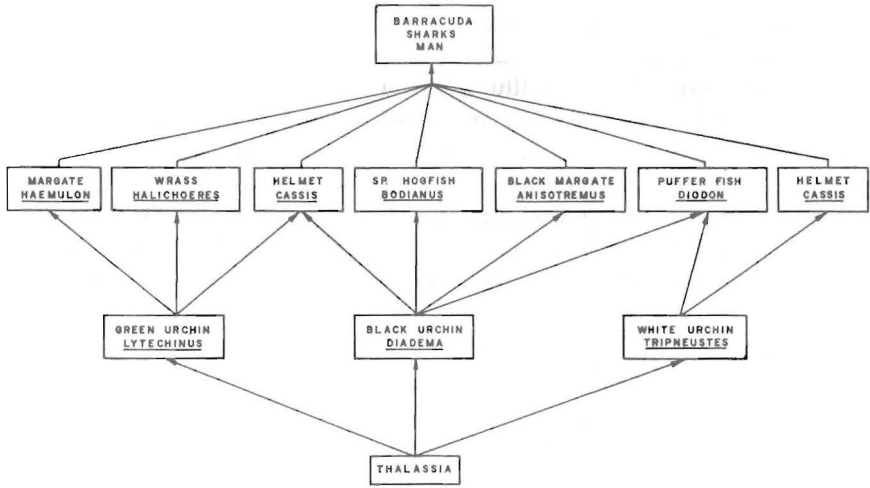 BARRACUDA
SHARKS
MAN
MARGATE
HAEMULON
WRASS
HALICHOERES
HELMET
CASSIS
SP. HOGFISH
BODIANUS
BLACK MARGATE
ANISOTREMUS
PUFFER FISH
DIODON
HELMET
CASSIS
GREEN URCHIN
LYTECHINUS
BLACK URCHIN
DIADEMA
WHITE URCHIN
TRIPNEUSTES
THALASSIA